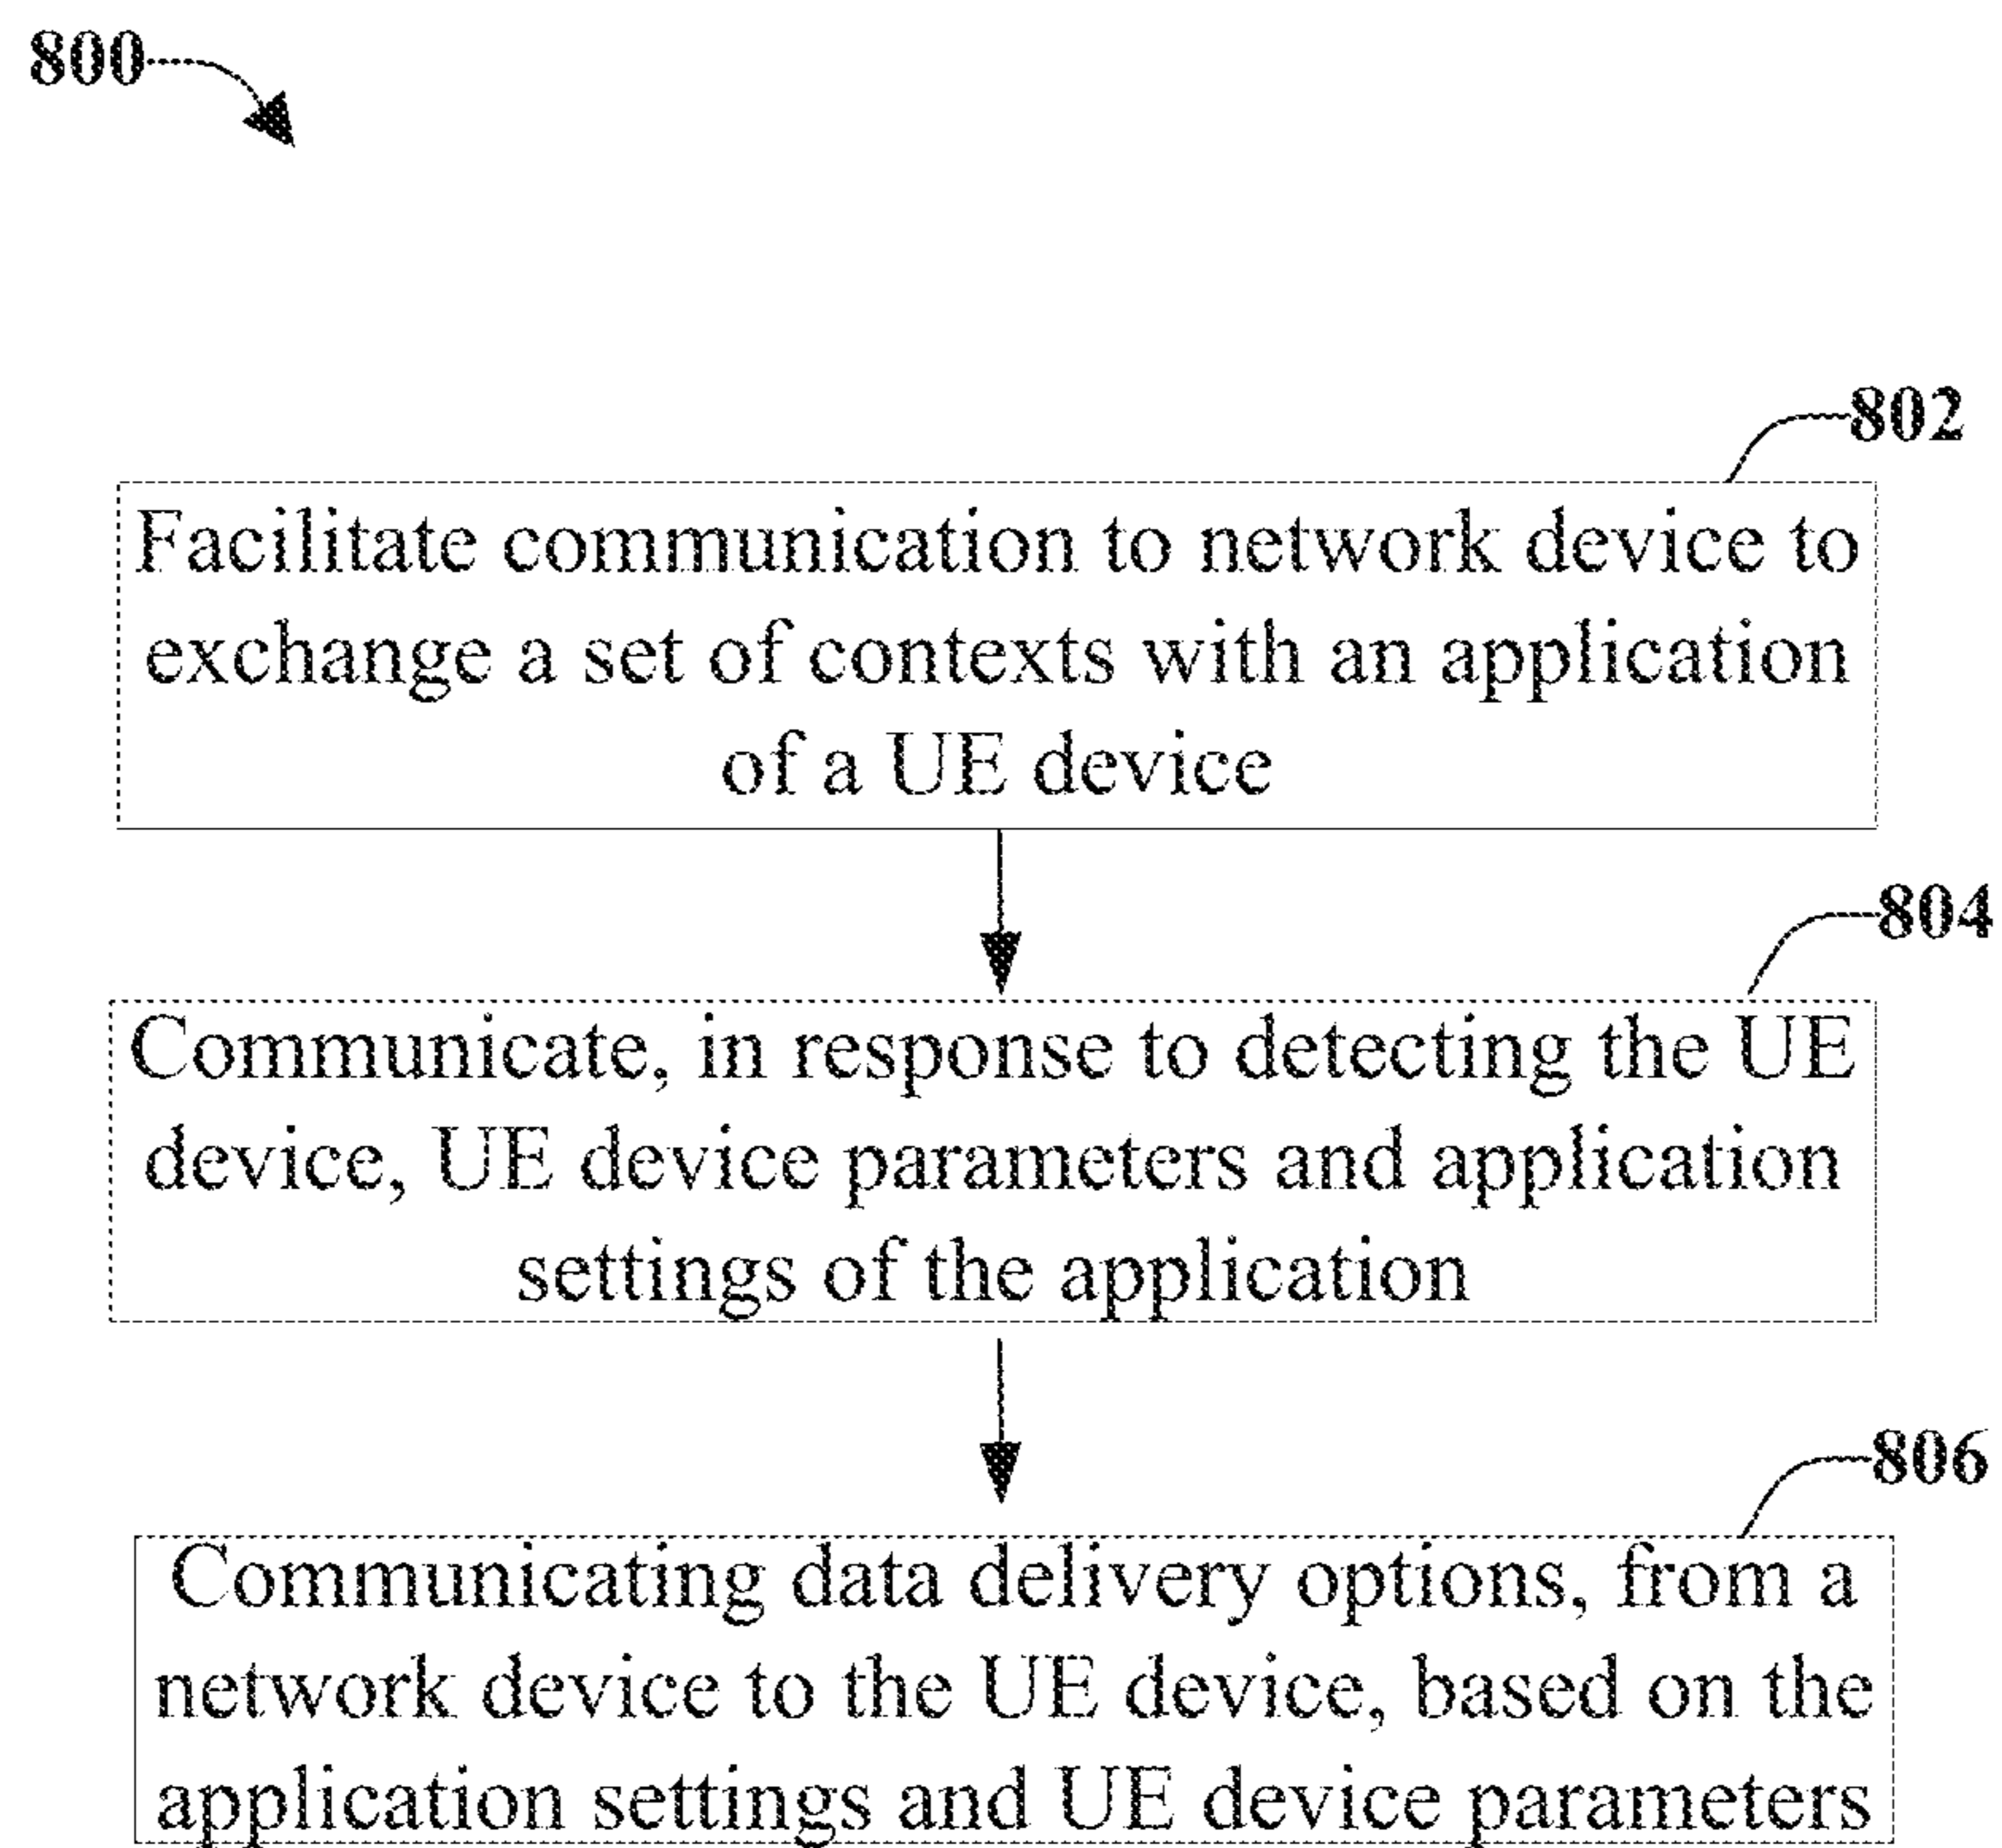 800
802
Facilitate communication to network device to
exchange a set of contexts with an application
of a UE device
804
Communicate, in response to detecting the UE
device, UE device parameters and application
settings of the application
806
Communicating data delivery options, from a
network device to the UE device, based on the
application settings and UE device parameters